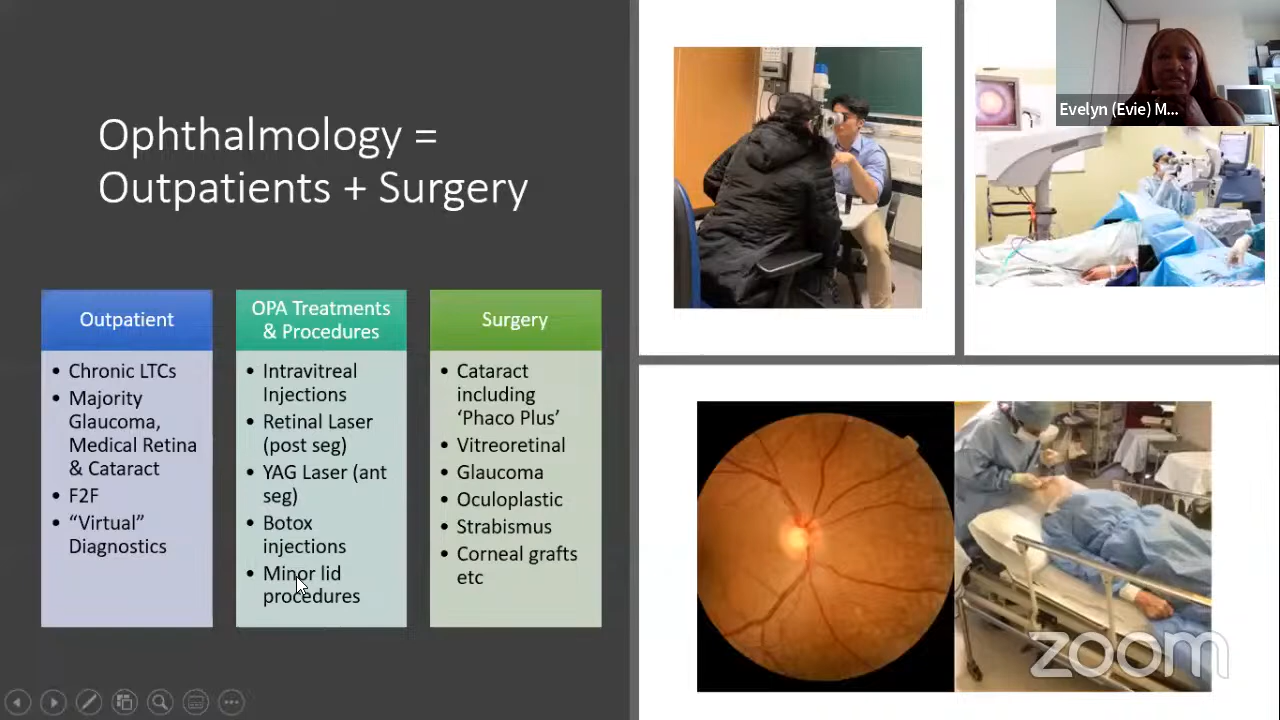 Ophthalmology =
Outpatients + Surgery
Outpatient
• Chronic LTCs
• Majority
Glaucoma,
Medical Retina
& Cataract
• F2F
• “Virtual”
Diagnostics
OPA Treatments
& Procedures
• Intravitreal
Injections
• Retinal Laser
(post seg)
• YAG Laser (ant
seg)
• Botox
injections
• Minor lid
procedures
Surgery
• Cataract
including
‘Phaco Plus’
• Vitreoretinal
• Glaucoma
• Oculoplastic
• Strabismus
• Corneal grafts
etc
Evelyn (Evie) M...
zoom